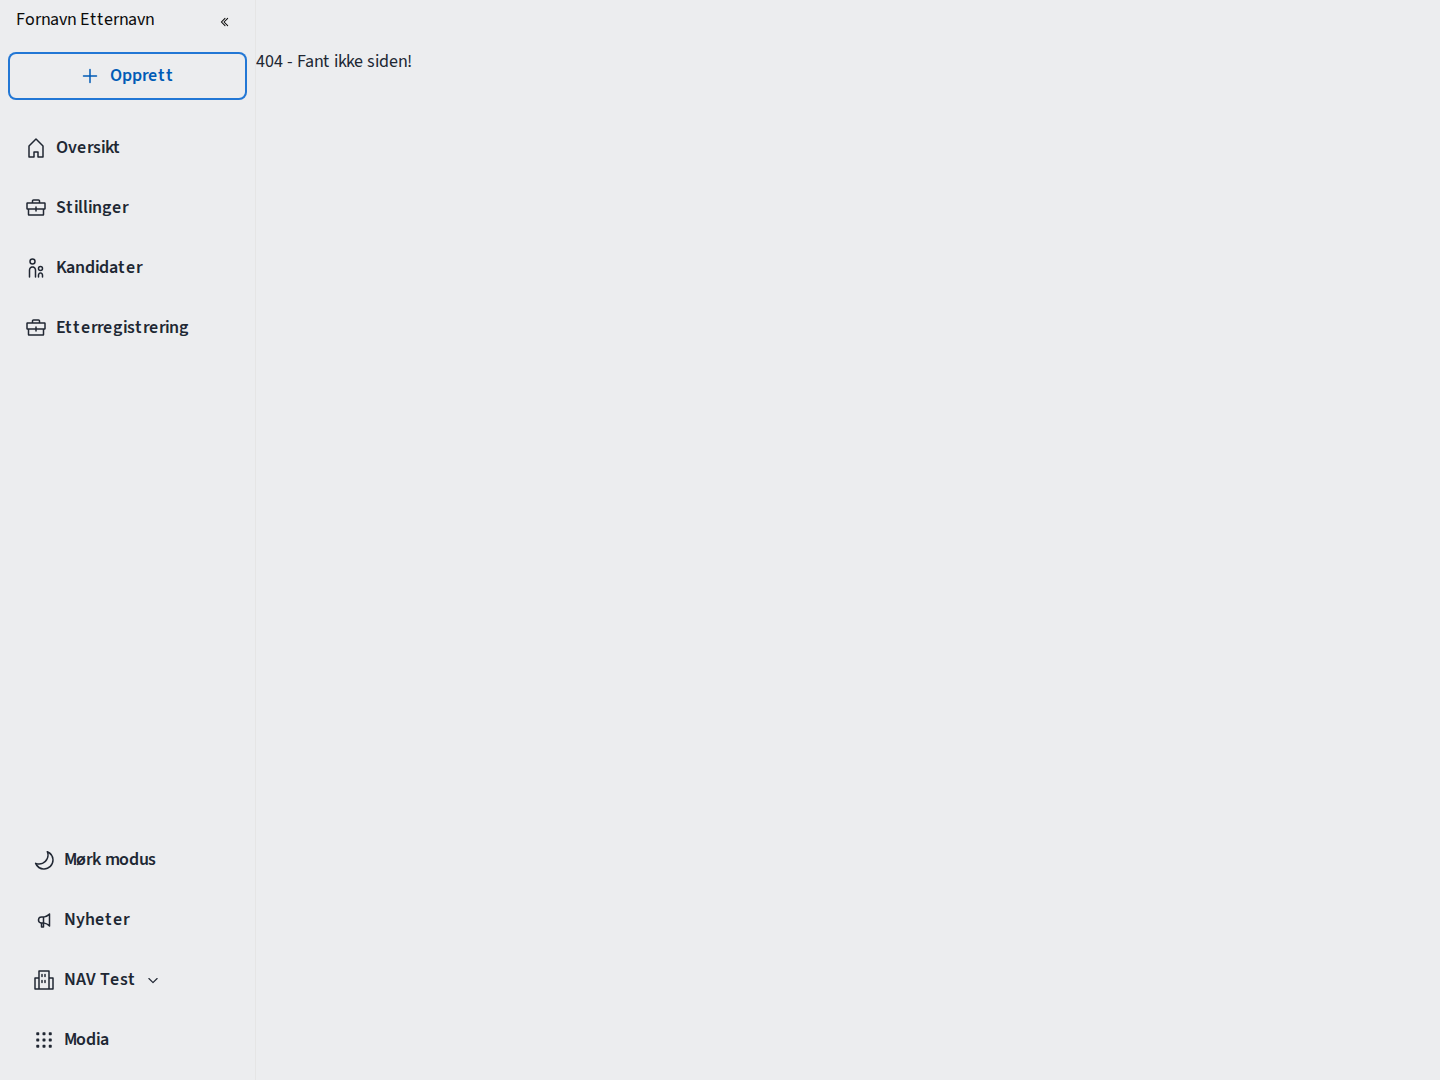 Fornavn Etternavn
Opprett
404 - Fant ikke siden!
Oversikt
Stillinger
Kandidater
Etterregistrering
Mørk modus
Nyheter
NAV Test
Modia